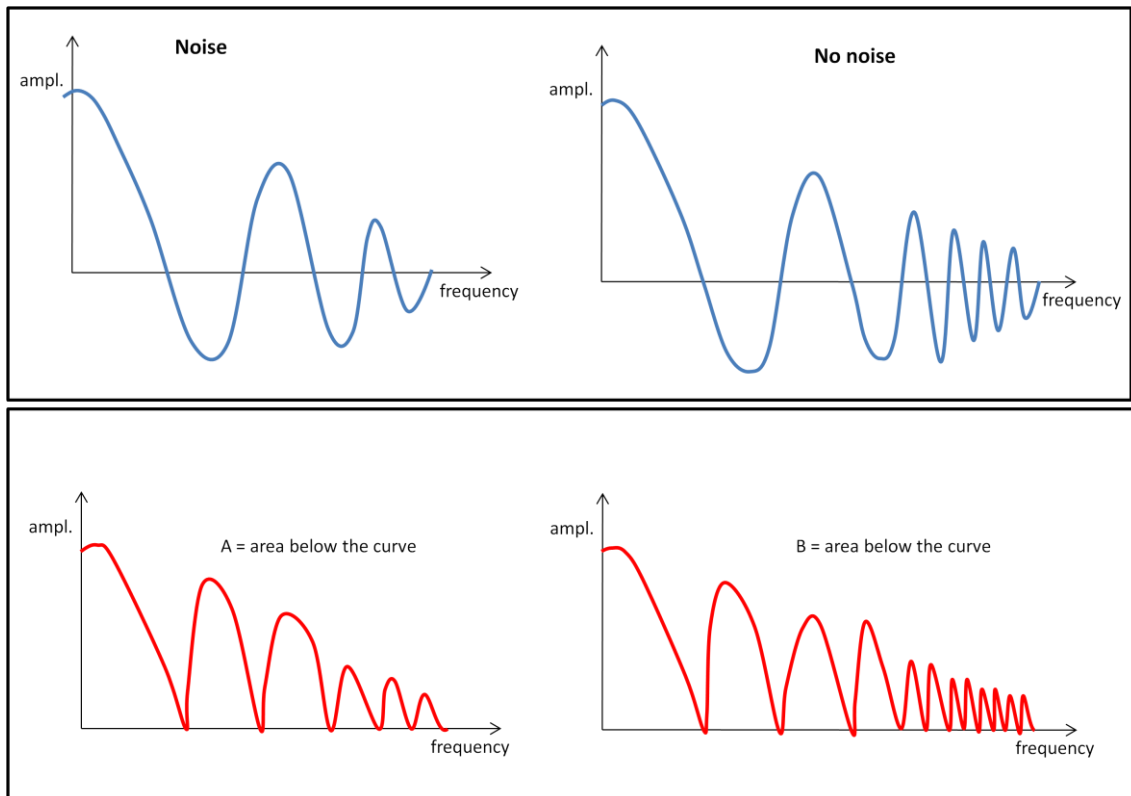 Noise
ampl.
frequency
No noise
ampl.
frequency
ampl.
A = area below the curve
frequency
ampl.
B = area below the curve
frequency